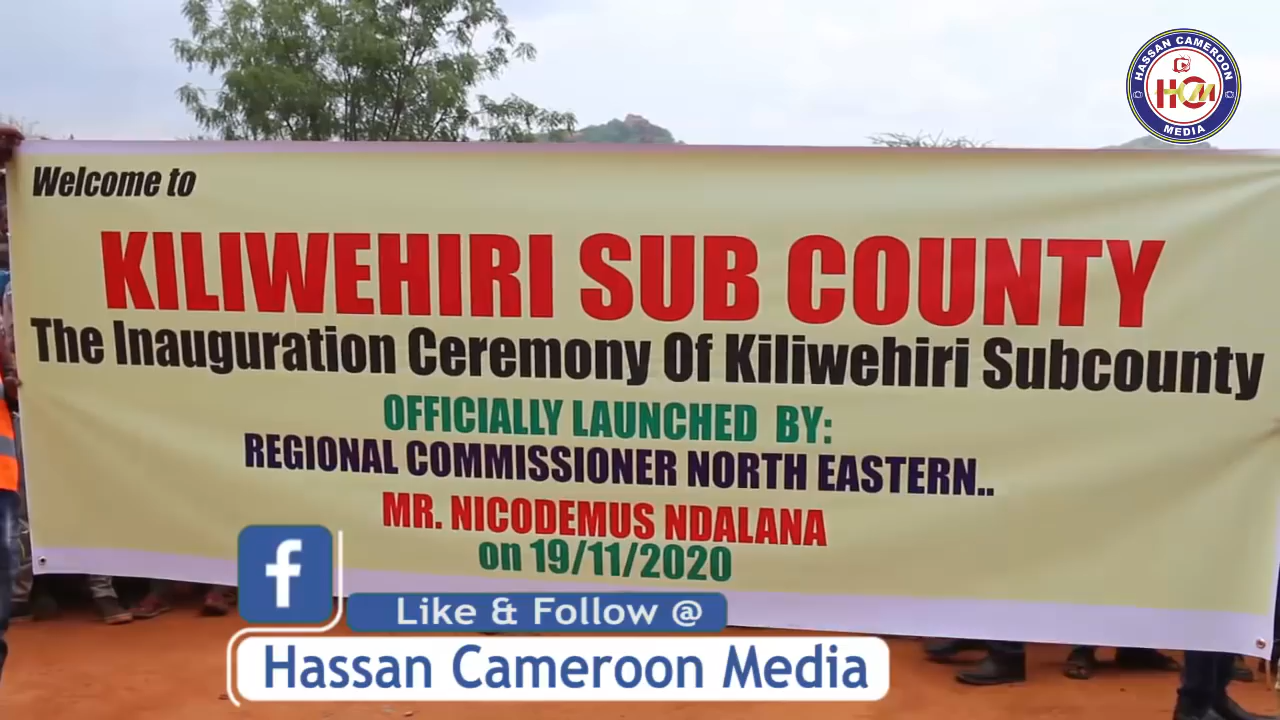 HASSAN CAMEROON
HCM
MEDIA
Welcome to
KILIWEHIRI SUB COUNTY
The Inauguration Ceremony Of Kiliwehiri Subcounty
OFFICIALLY LAUNCHED BY:
REGIONAL COMMISSIONER NORTH EASTERN..
MR. NICODEMUS NDALANA
on 19/11/2020
f
Like & Follow @
Hassan Cameroon Media